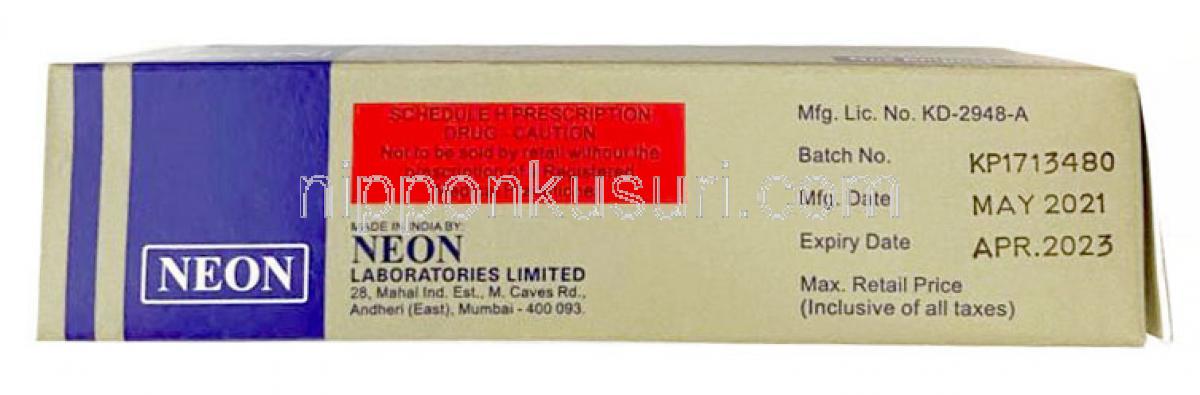 NEON
SCHEDULE H PRESCRIPTION
DRUG - CAUTION
Not to be sold by retail without the
of a Registered
nipponkusuri.com
MADE IN INDIA BY:
NEON
LABORATORIES LIMITED
28, Mahal Ind. Est., M. Caves Rd.,
Andheri (East), Mumbai - 400 093.
Mfg. Lic. No. KD-2948-A
Batch No. KP1713480
Mfg. Date MAY 2021
Expiry Date APR.2023
Max. Retail Price
(Inclusive of all taxes)